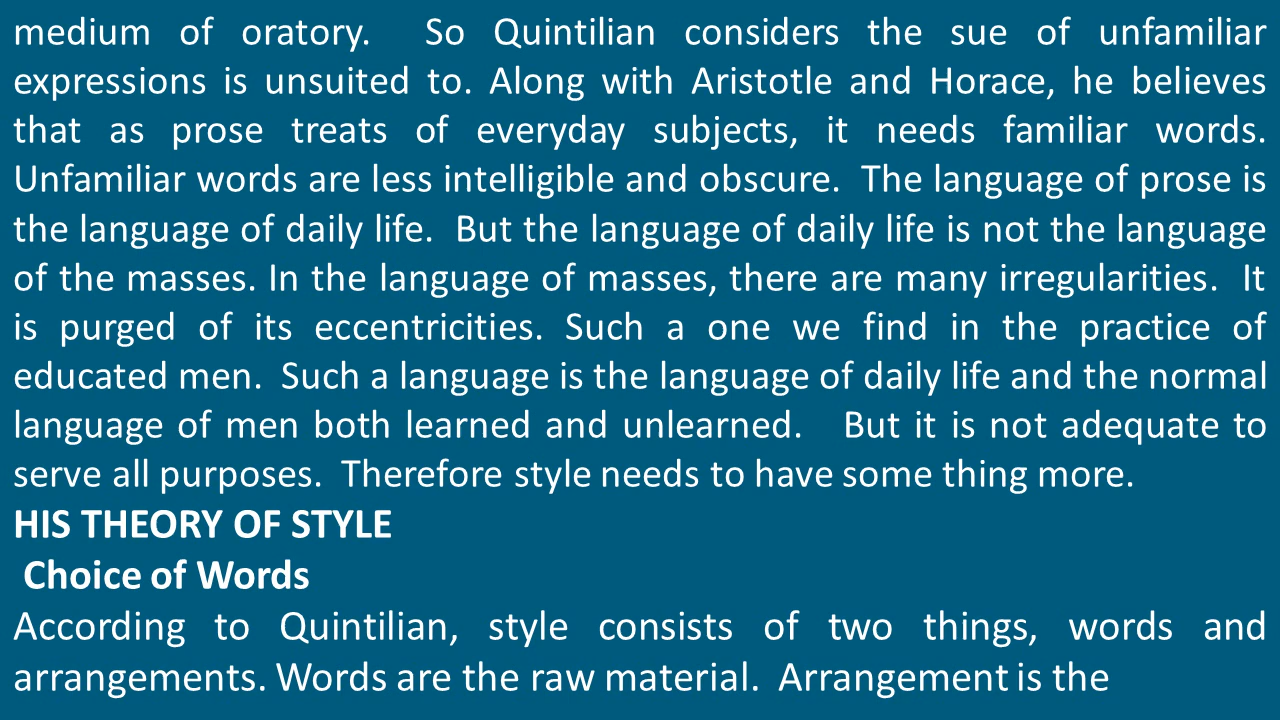 medium of oratory. So Quintilian considers the sue of unfamiliar
expressions is unsuited to. Along with Aristotle and Horace, he believes
that as prose treats of everyday subjects, it needs familiar words.
Unfamiliar words are less intelligible and obscure. The language of prose is
the language of daily life. But the language of daily life is not the language
of the masses. In the language of masses, there are many irregularities. It
is purged of its eccentricities. Such a one we find in the practice of
educated men. Such a language is the language of daily life and the normal
language of men both learned and unlearned. But it is not adequate to
serve all purposes. Therefore style needs to have some thing more.
HIS THEORY OF STYLE
Choice of Words
According to Quintilian, style consists of two things, words and
arrangements. Words are the raw material. Arrangement is the